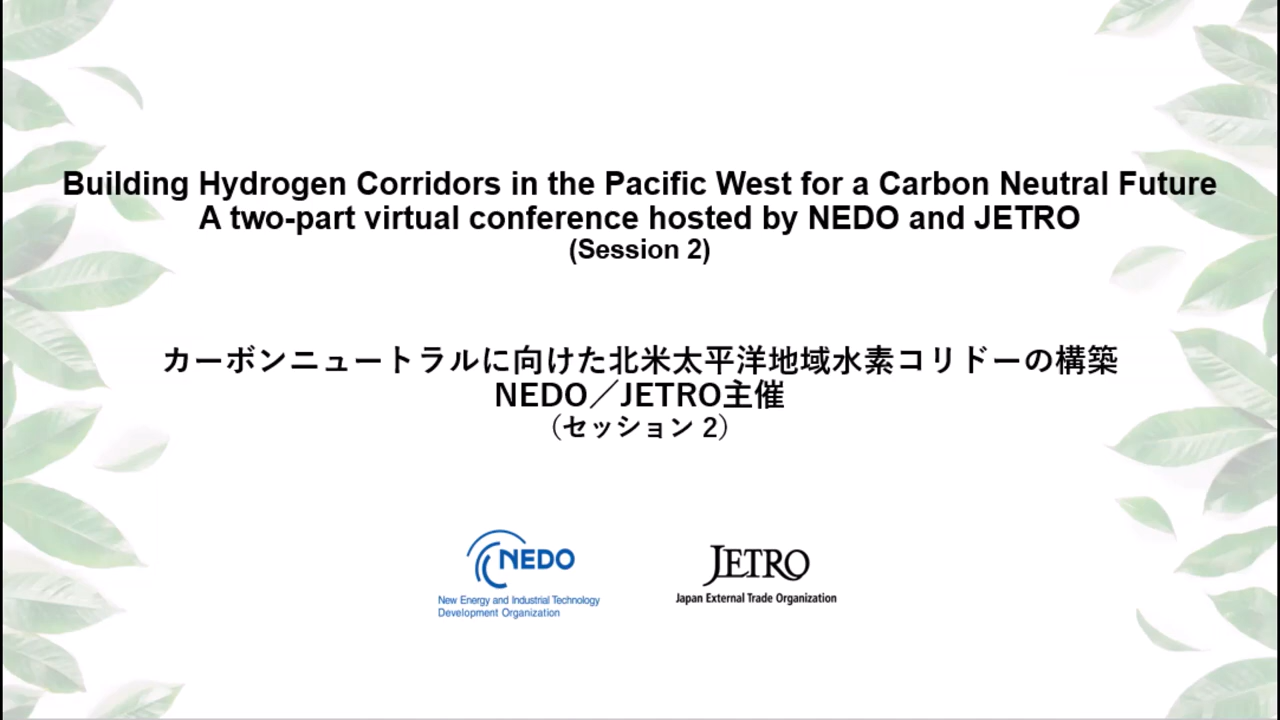 Building Hydrogen Corridors in the Pacific West for a Carbon Neutral Future
A two-part virtual conference hosted by NEDO and JETRO
(Session 2)
カーボンニュートラルに向けた北米太平洋地域水素コリドーの構築
NEDO／JETRO主催
（セッション 2）
NEDO
New Energy and Industrial Technology
Development Organization
JETRO
Japan External Trade Organization